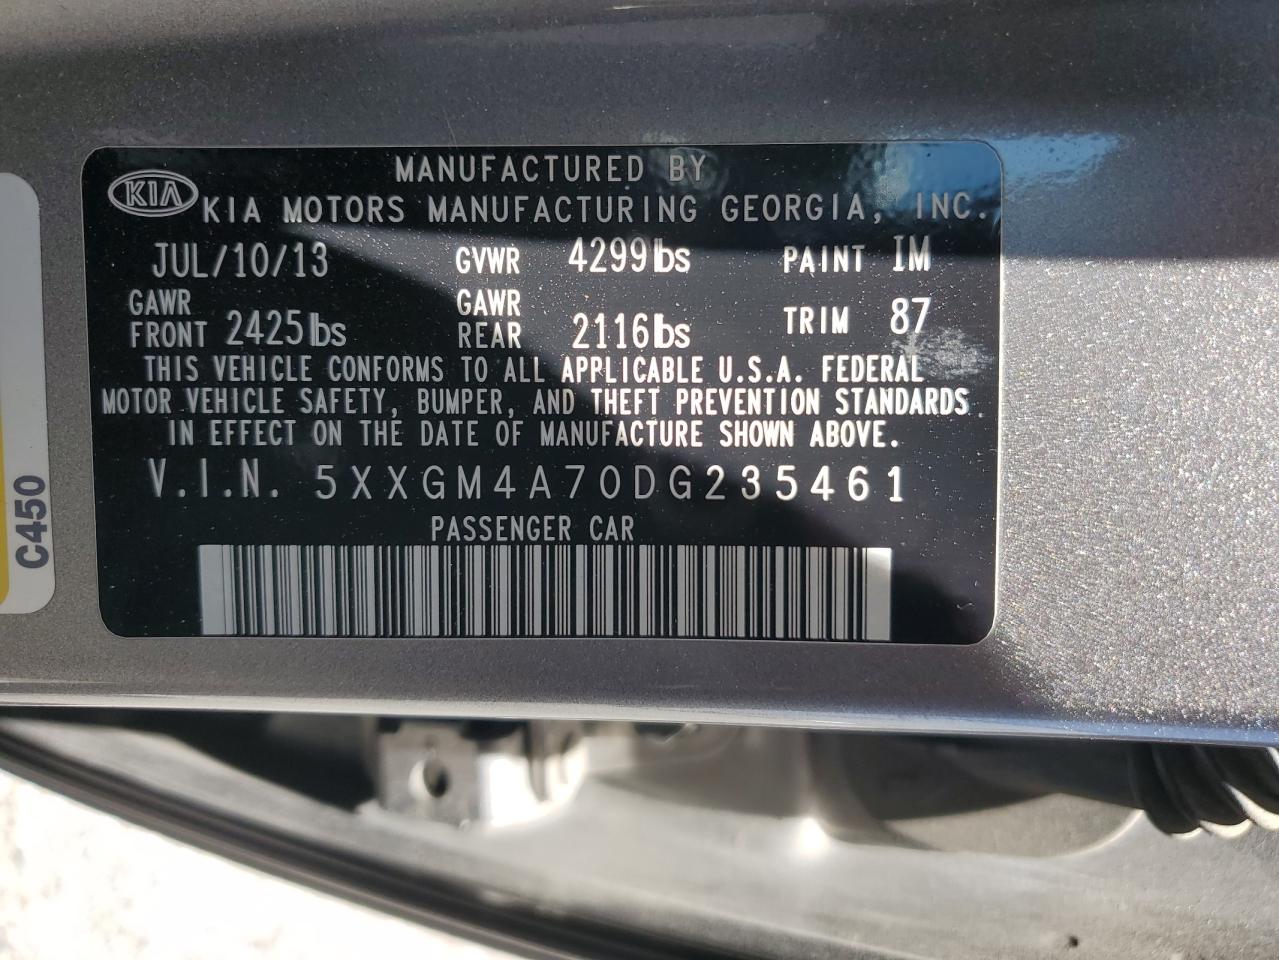 MANUFACTURED BY
KIA KIA MOTORS MANUFACTURING GEORGIA, INC.
JUL/10/13 GVWR 4299lbs PAINT IM
GAWR FRONT 2425lbs GAWR REAR 2116lbs TRIM 87
THIS VEHICLE CONFORMS TO ALL APPLICABLE U.S.A. FEDERAL
MOTOR VEHICLE SAFETY, BUMPER, AND THEFT PREVENTION STANDARDS
IN EFFECT ON THE DATE OF MANUFACTURE SHOWN ABOVE.
V.I.N. 5XXGM4A70DG235461
PASSENGER CAR
C450